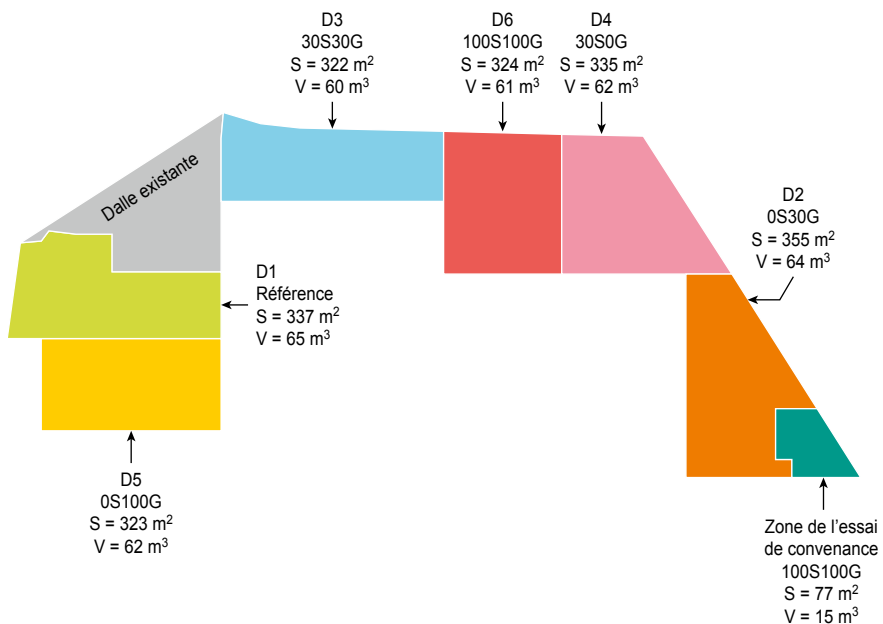 D3
30S30G
S = 322 m²
V = 60 m³
D6
100S100G
S = 324 m²
V = 61 m³
D4
30S0G
S = 335 m²
V = 62 m³
Dalle existante
D2
0S30G
S = 355 m²
V = 64 m³
D1
Référence
S = 337 m²
V = 65 m³
D5
0S100G
S = 323 m²
V = 62 m³
Zone de l’essai
de convenance
100S100G
S = 77 m²
V = 15 m³